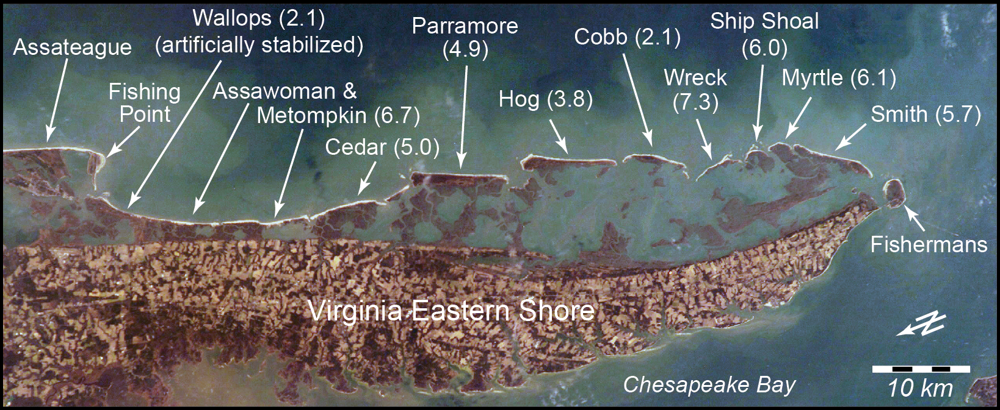 Assateague
Wallops (2.1)
(artificially stabilized)
Fishing
Point
Assawoman &
Metompkin (6.7)
Cedar (5.0)
Parramore
(4.9)
Hog (3.8)
Cobb (2.1)
Wreck
(7.3)
Ship Shoal
(6.0)
Myrtle (6.1)
Smith (5.7)
Fishermans
Virginia Eastern Shore
N
Chesapeake Bay
10 km